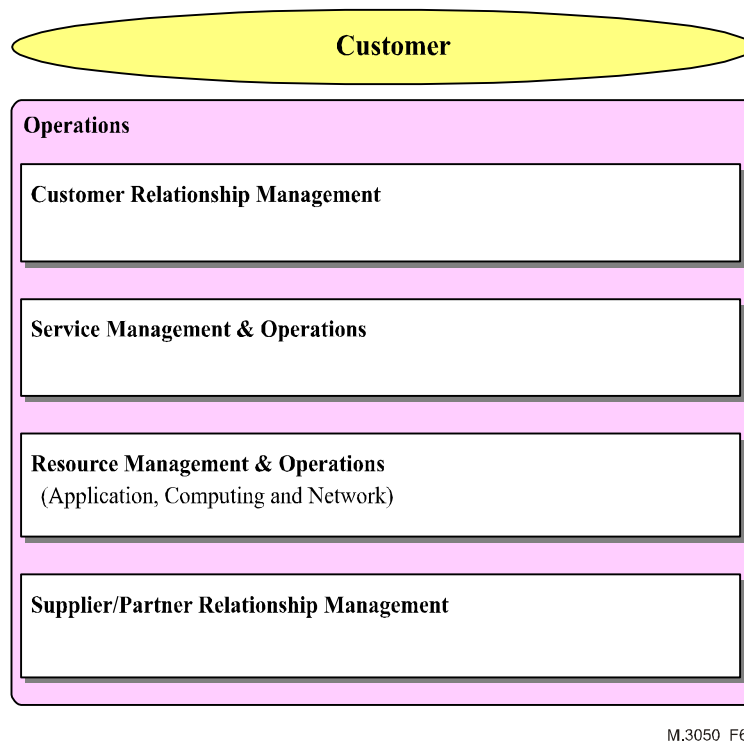 Customer
Operations
Customer Relationship Management
Service Management & Operations
Resource Management & Operations
(Application, Computing and Network)
Supplier/Partner Relationship Management
M.3050_F6